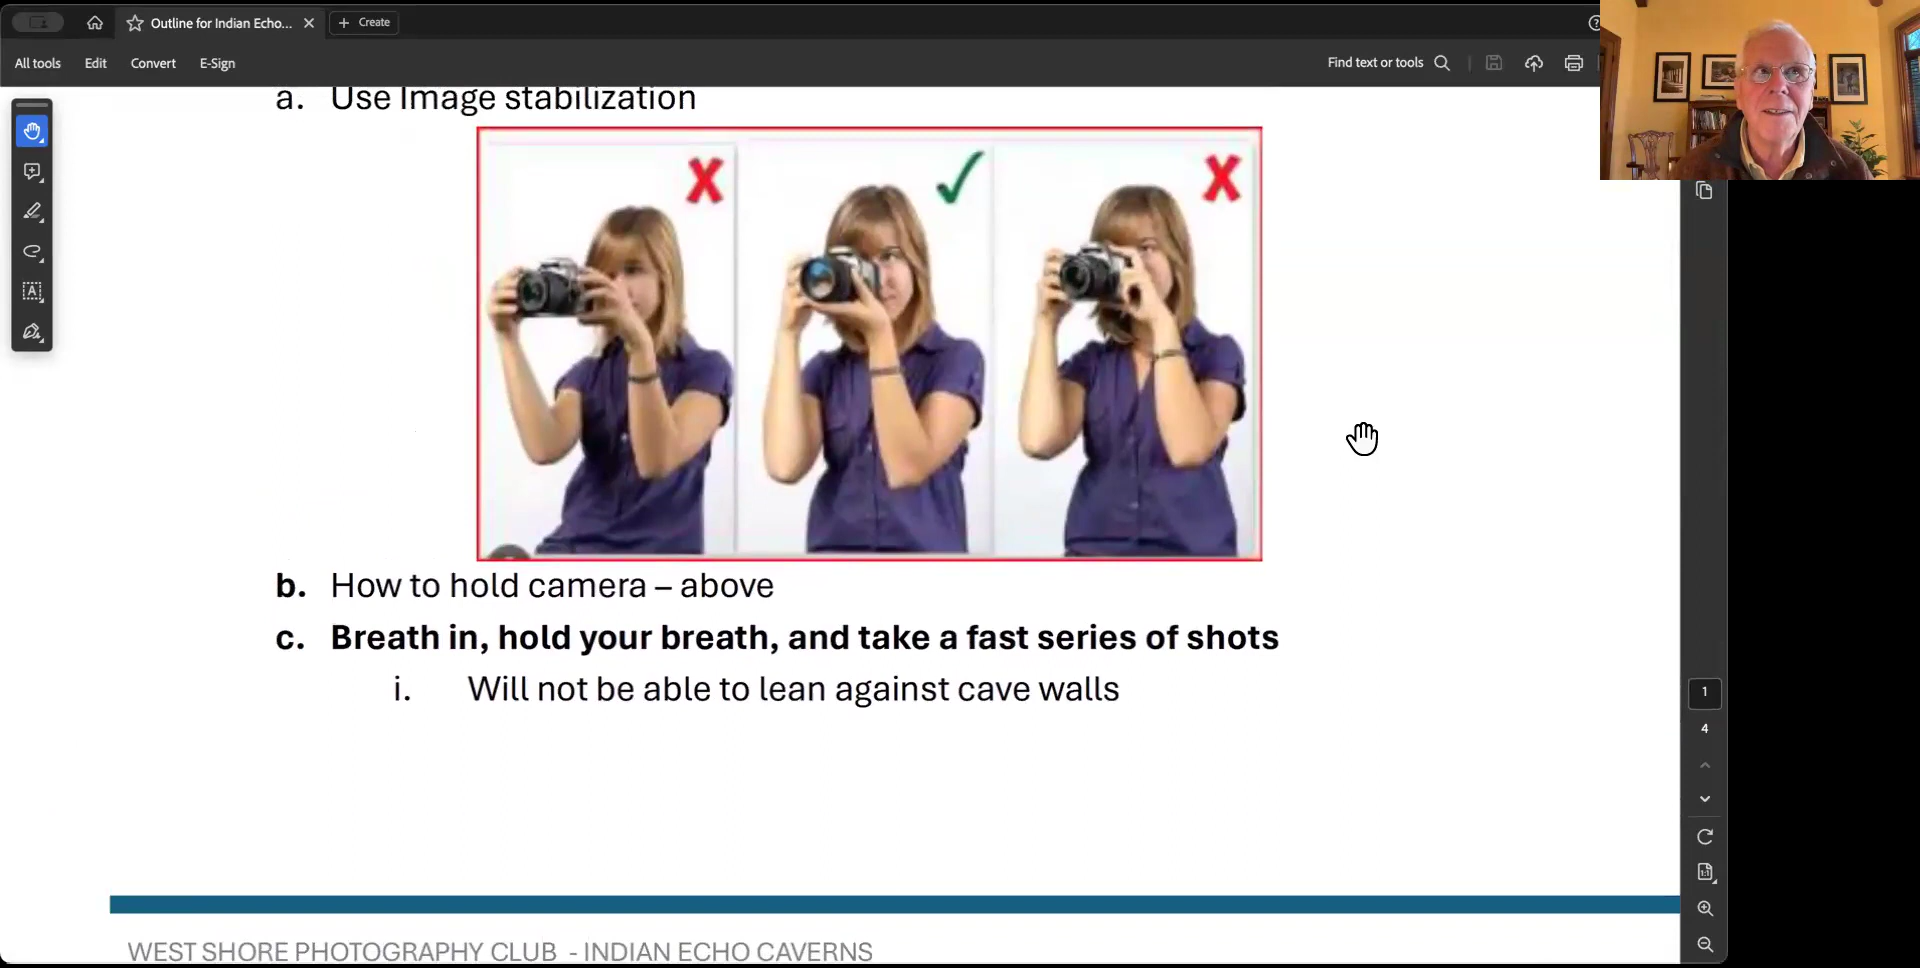 Outline for Indian Echo...
Create
All tools
Edit
Convert
E-Sign
Find text or tools
a. Use Image stabilization
X
X
b. How to hold camera – above
c. Breath in, hold your breath, and take a fast series of shots
i. Will not be able to lean against cave walls
1
4
WEST SHORE PHOTOGRAPHY CLUB - INDIAN ECHO CAVERNS